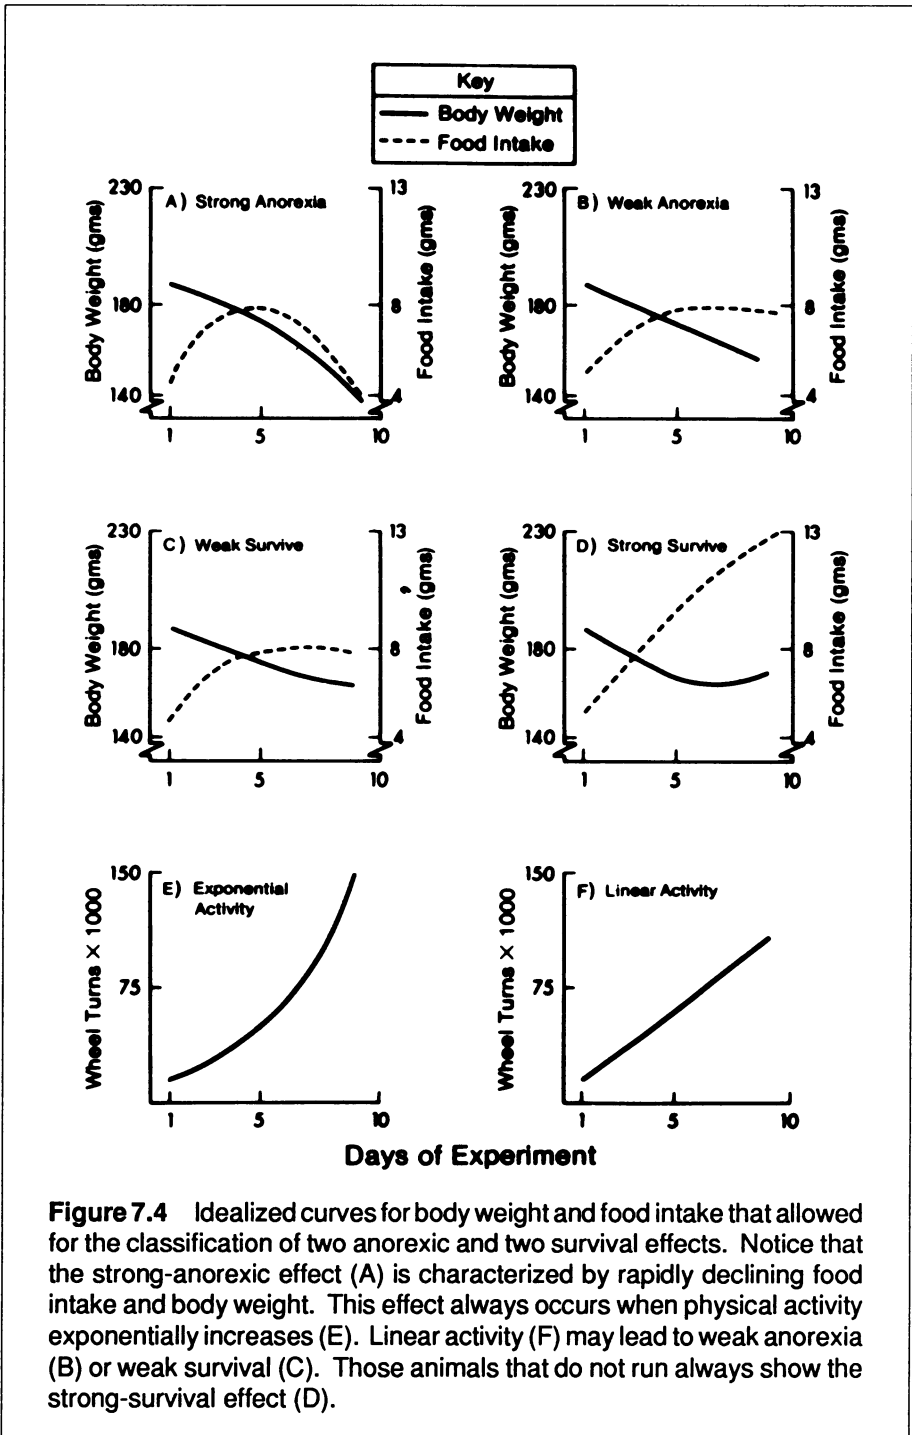 Key
Body Weight
Food Intake
230
180
140
Body Weight (gms)
A) Strong Anorexia
13
8
4
Food Intake (gms)
1 5 10
230
180
140
Body Weight (gms)
B) Weak Anorexia
13
8
4
Food Intake (gms)
1 5 10
230
180
140
Body Weight (gms)
C) Weak Survive
13
8
4
Food Intake (gms)
1 5 10
230
180
140
Body Weight (gms)
D) Strong Survive
13
8
4
Food Intake (gms)
1 5 10
150
75
Wheel Turns × 1000
E) Exponential
Activity
1 5 10
150
75
Wheel Turns × 1000
F) Linear Activity
1 5 10
Days of Experiment
Figure 7.4 Idealized curves for body weight and food intake that allowed
for the classification of two anorexic and two survival effects. Notice that
the strong-anorexic effect (A) is characterized by rapidly declining food
intake and body weight. This effect always occurs when physical activity
exponentially increases (E). Linear activity (F) may lead to weak anorexia
(B) or weak survival (C). Those animals that do not run always show the
strong-survival effect (D).